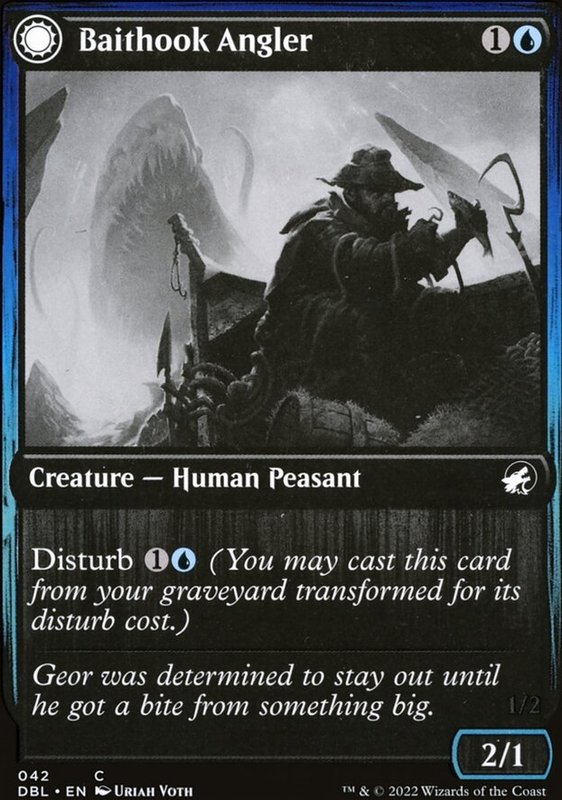 Baithook Angler 1
Creature — Human Peasant
Disturb 1 (You may cast this card
from your graveyard transformed for its
disturb cost.)
Geor was determined to stay out until
he got a bite from something big.
1/2
2/1
042 C
DBL • EN Uriah Voth ™ & © 2022 Wizards of the Coast